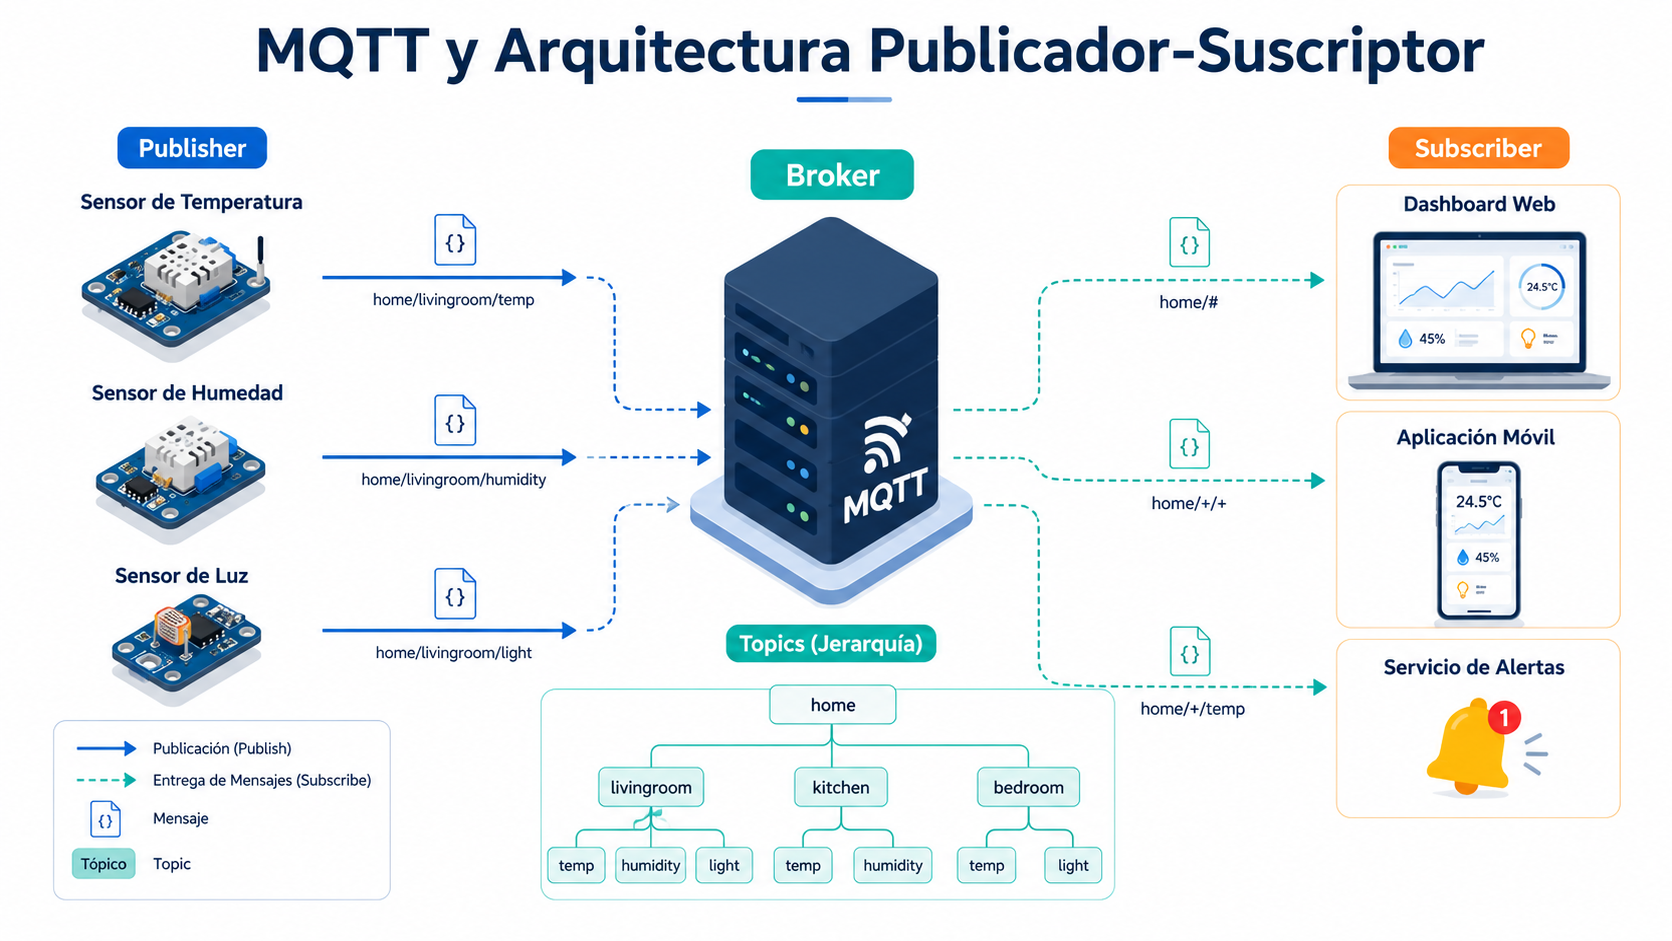 MQTT y Arquitectura Publicador-Suscriptor
Publisher
Sensor de Temperatura
{}
home/livingroom/temp
Sensor de Humedad
{}
home/livingroom/humidity
Sensor de Luz
{}
home/livingroom/light
Publicación (Publish)
Entrega de Mensajes (Subscribe)
{}
Mensaje
Tópico
Topic
Broker
MQTT
Topics (Jerarquía)
home
livingroom
kitchen
bedroom
temp
humidity
light
temp
humidity
temp
light
{}
home/#
{}
home/+/+
{}
home/+/temp
Subscriber
Dashboard Web
24.5°C
45%
Aplicación Móvil
24.5°C
45%
Servicio de Alertas
1